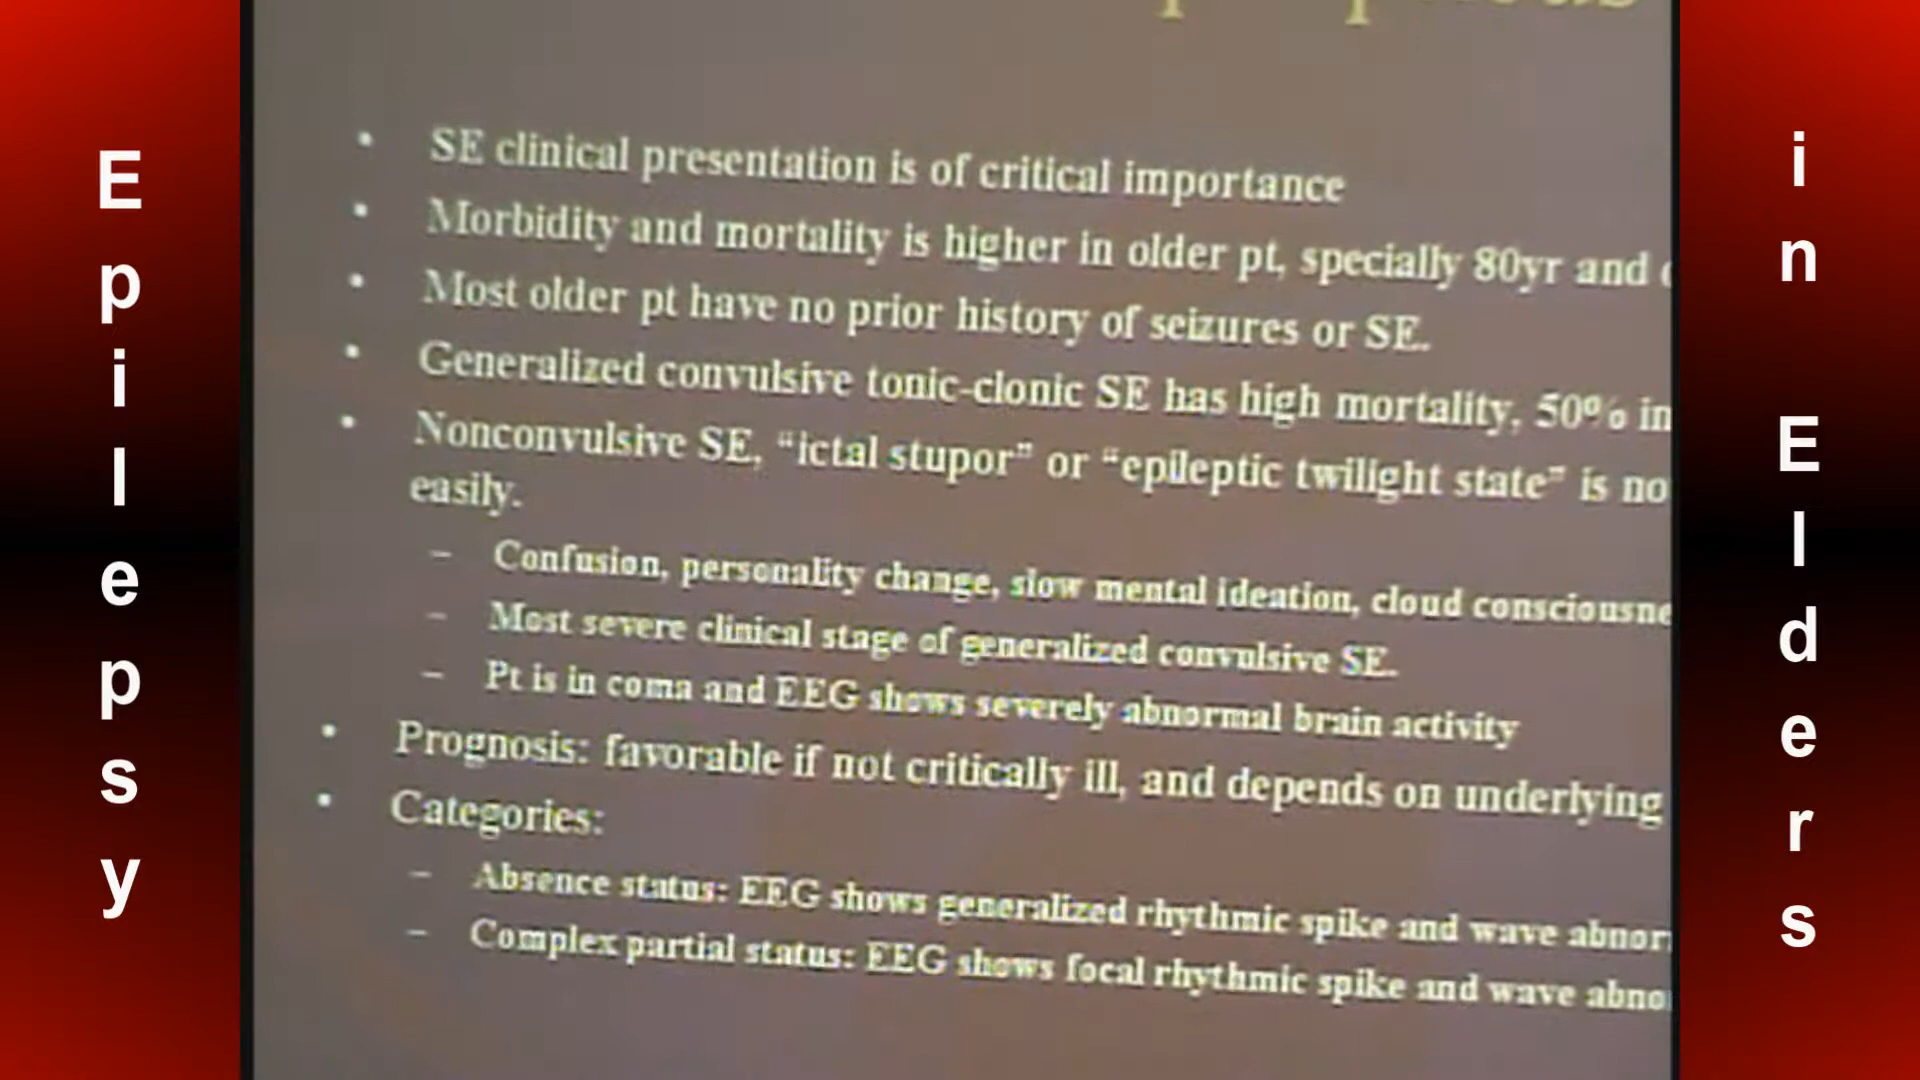 Epilepsy
SE clinical presentation is of critical importance
Morbidity and mortality is higher in older pt, specially 80yr and
Most older pt have no prior history of seizures or SE.
Generalized convulsive tonic-clonic SE has high mortality, 50% in
Nonconvulsive SE, “ictal stupor” or “epileptic twilight state” is
easily.
– Confusion, personality change, slow mental ideation, cloud
– Most severe clinical stage of generalized convulsive SE.
– Pt is in coma and EEG shows severely abnormal brain activity
Prognosis: favorable if not critically ill, and depends on underlying
Categories:
– Absence status: EEG shows generalized rhythmic spike and wave
– Complex partial status: EEG shows focal rhythmic spike and wave
in Elders